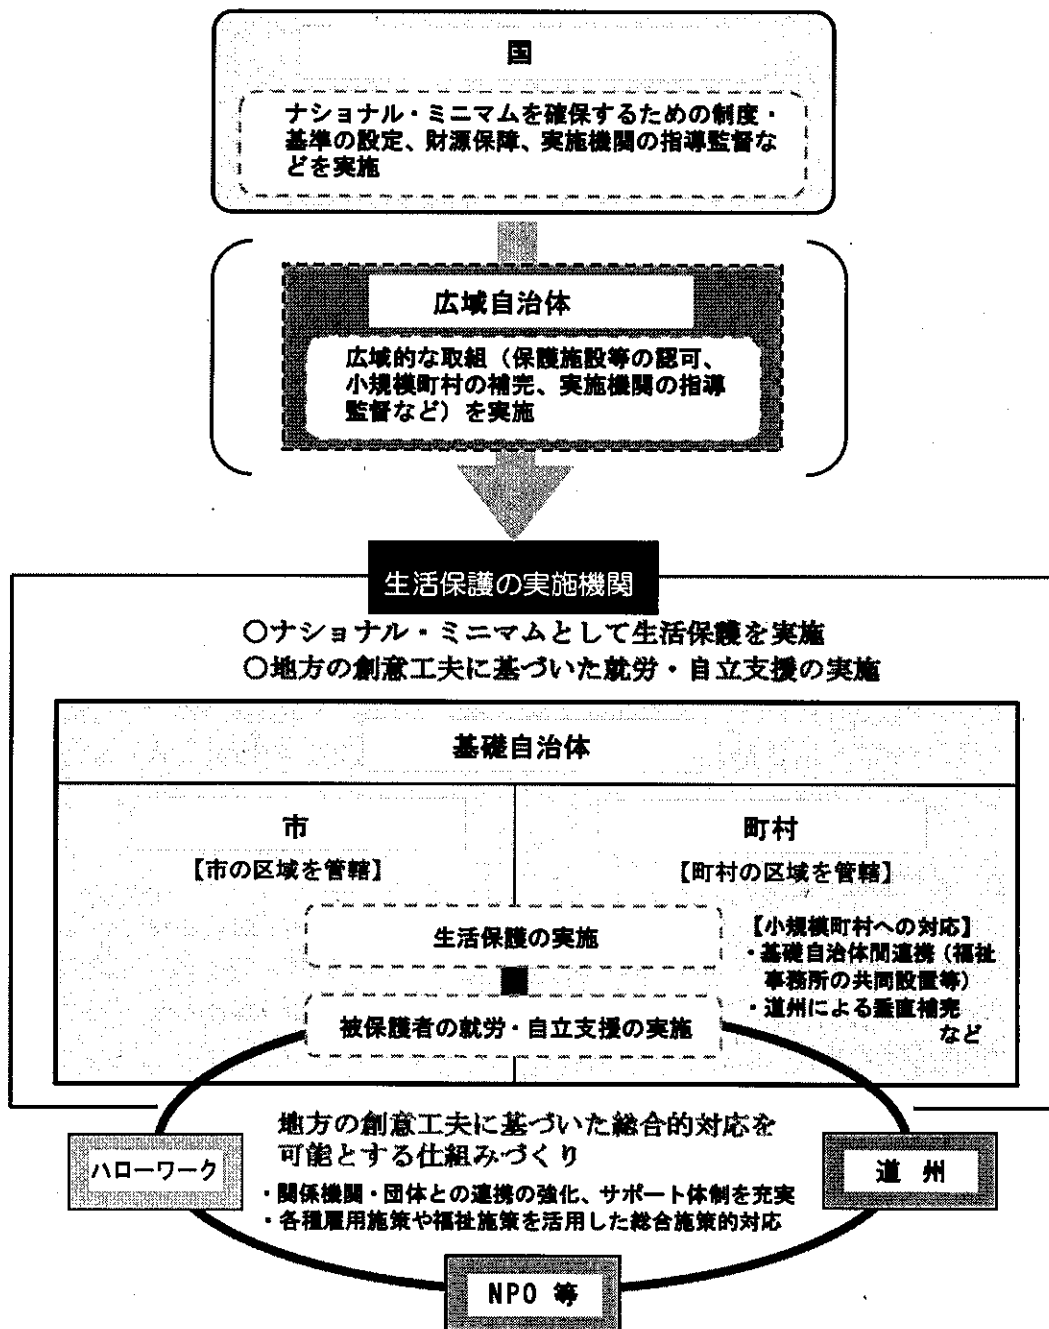 国
ナショナル・ミニマムを確保するための制度・
基準の設定、財源保障、実施機関の指導監督な
どを実施
広域自治体
広域的な取組(保護施設等の認可、
小規模町村の補完、実施機関の指導
監督など)を実施
生活保護の実施機関
○ナショナル・ミニマムとして生活保護を実施
○地方の創意工夫に基づいた就労・自立支援の実施
基礎自治体
市
【市の区域を管轄】
町村
【町村の区域を管轄】
生活保護の実施
被保護者の就労・自立支援の実施
【小規模町村への対応】
・基礎自治体間連携(福祉
事務所の共同設置等)
・道州による垂直補完
など
地方の創意工夫に基づいた総合的対応を
可能とする仕組みづくり
・関係機関・団体との連携の強化、サポート体制を充実
・各種雇用施策や福祉施策を活用した総合施策的対応
ハローワーク
道 州
NPO 等